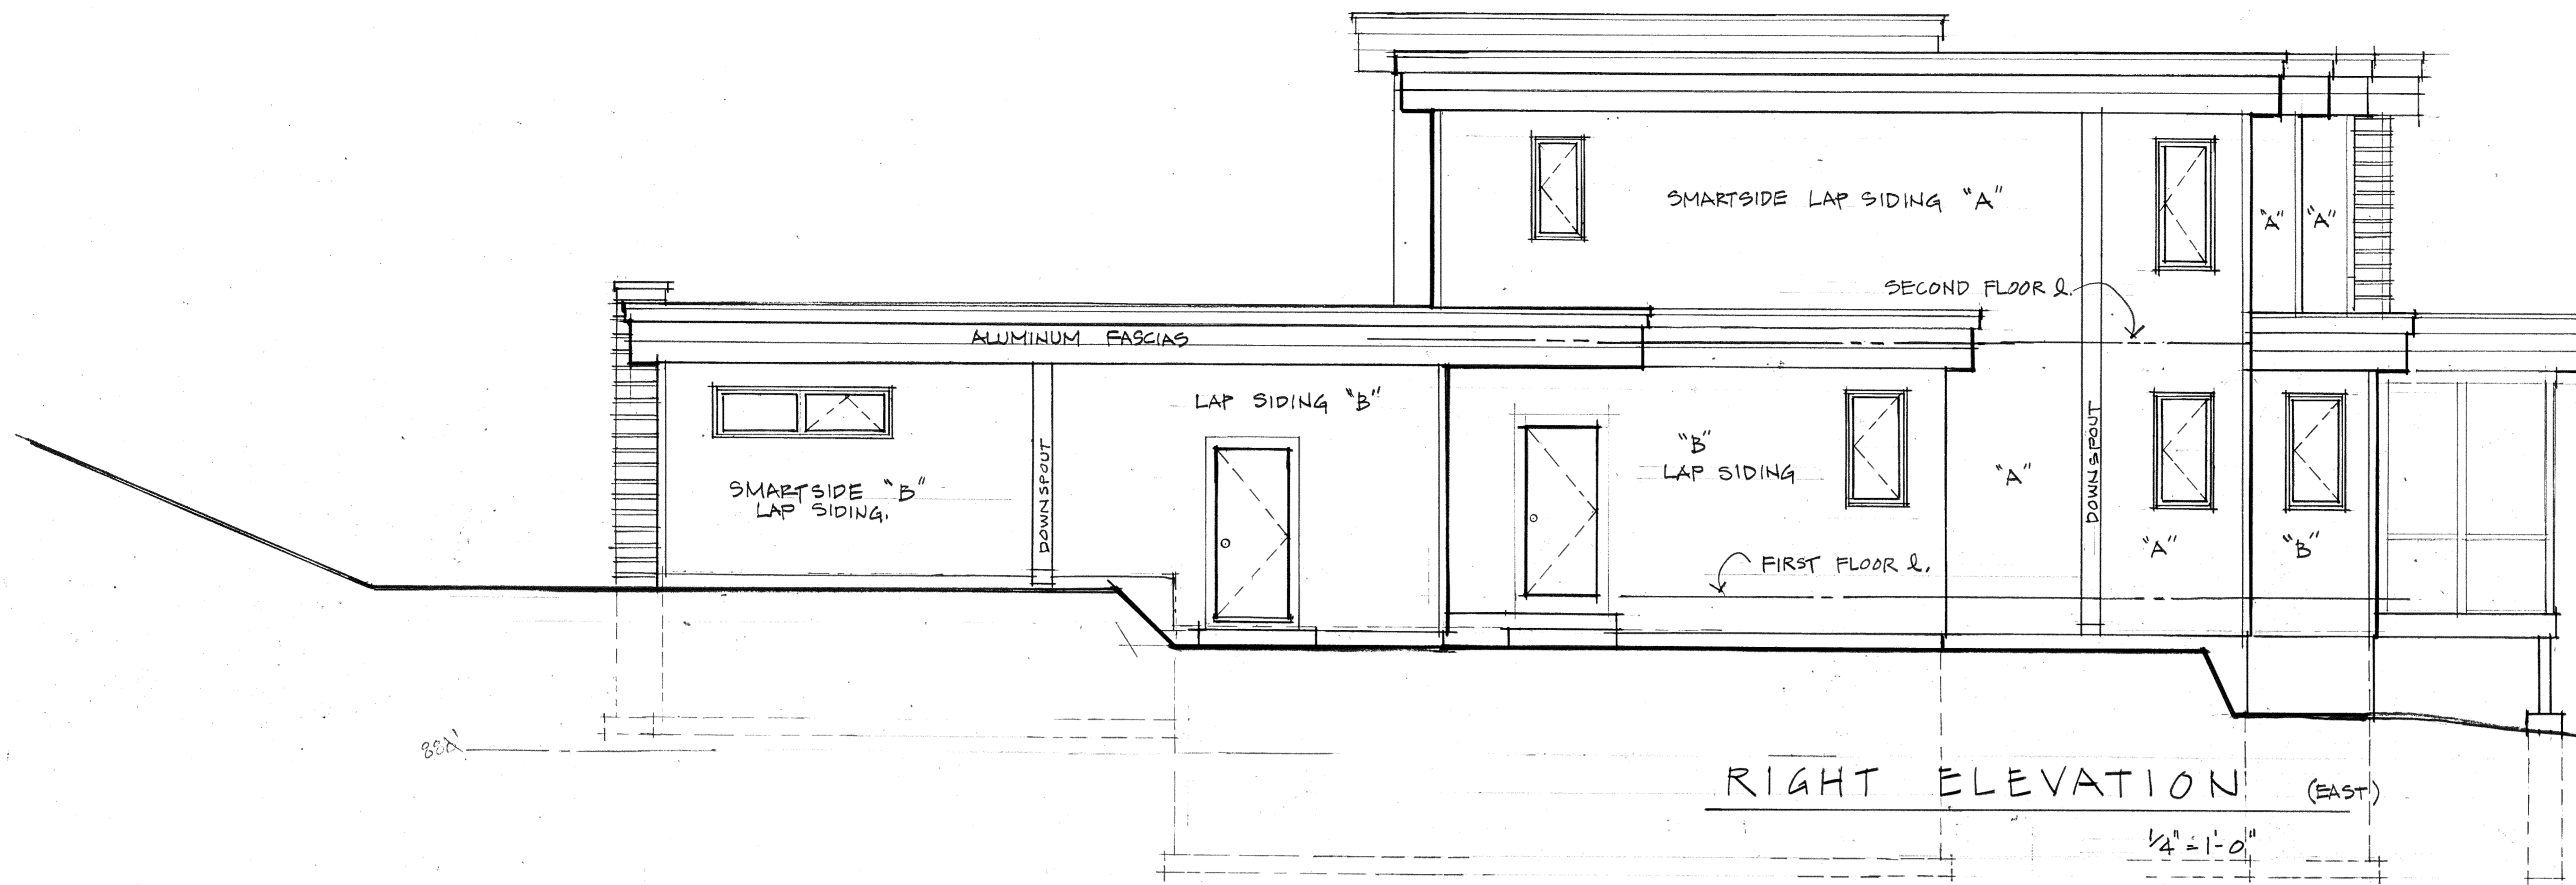 SMARTSIDE LAP SIDING "A"
"A"
"A"
SECOND FLOOR L.
ALUMINUM FASCIAS
LAP SIDING "B"
SMARTSIDE "B"
LAP SIDING.
DOWNSPOUT
"B"
LAP SIDING
"A"
DOWNSPOUT
"A"
"B"
FIRST FLOOR L.
RIGHT ELEVATION (EAST)
1/4" = 1'-0"